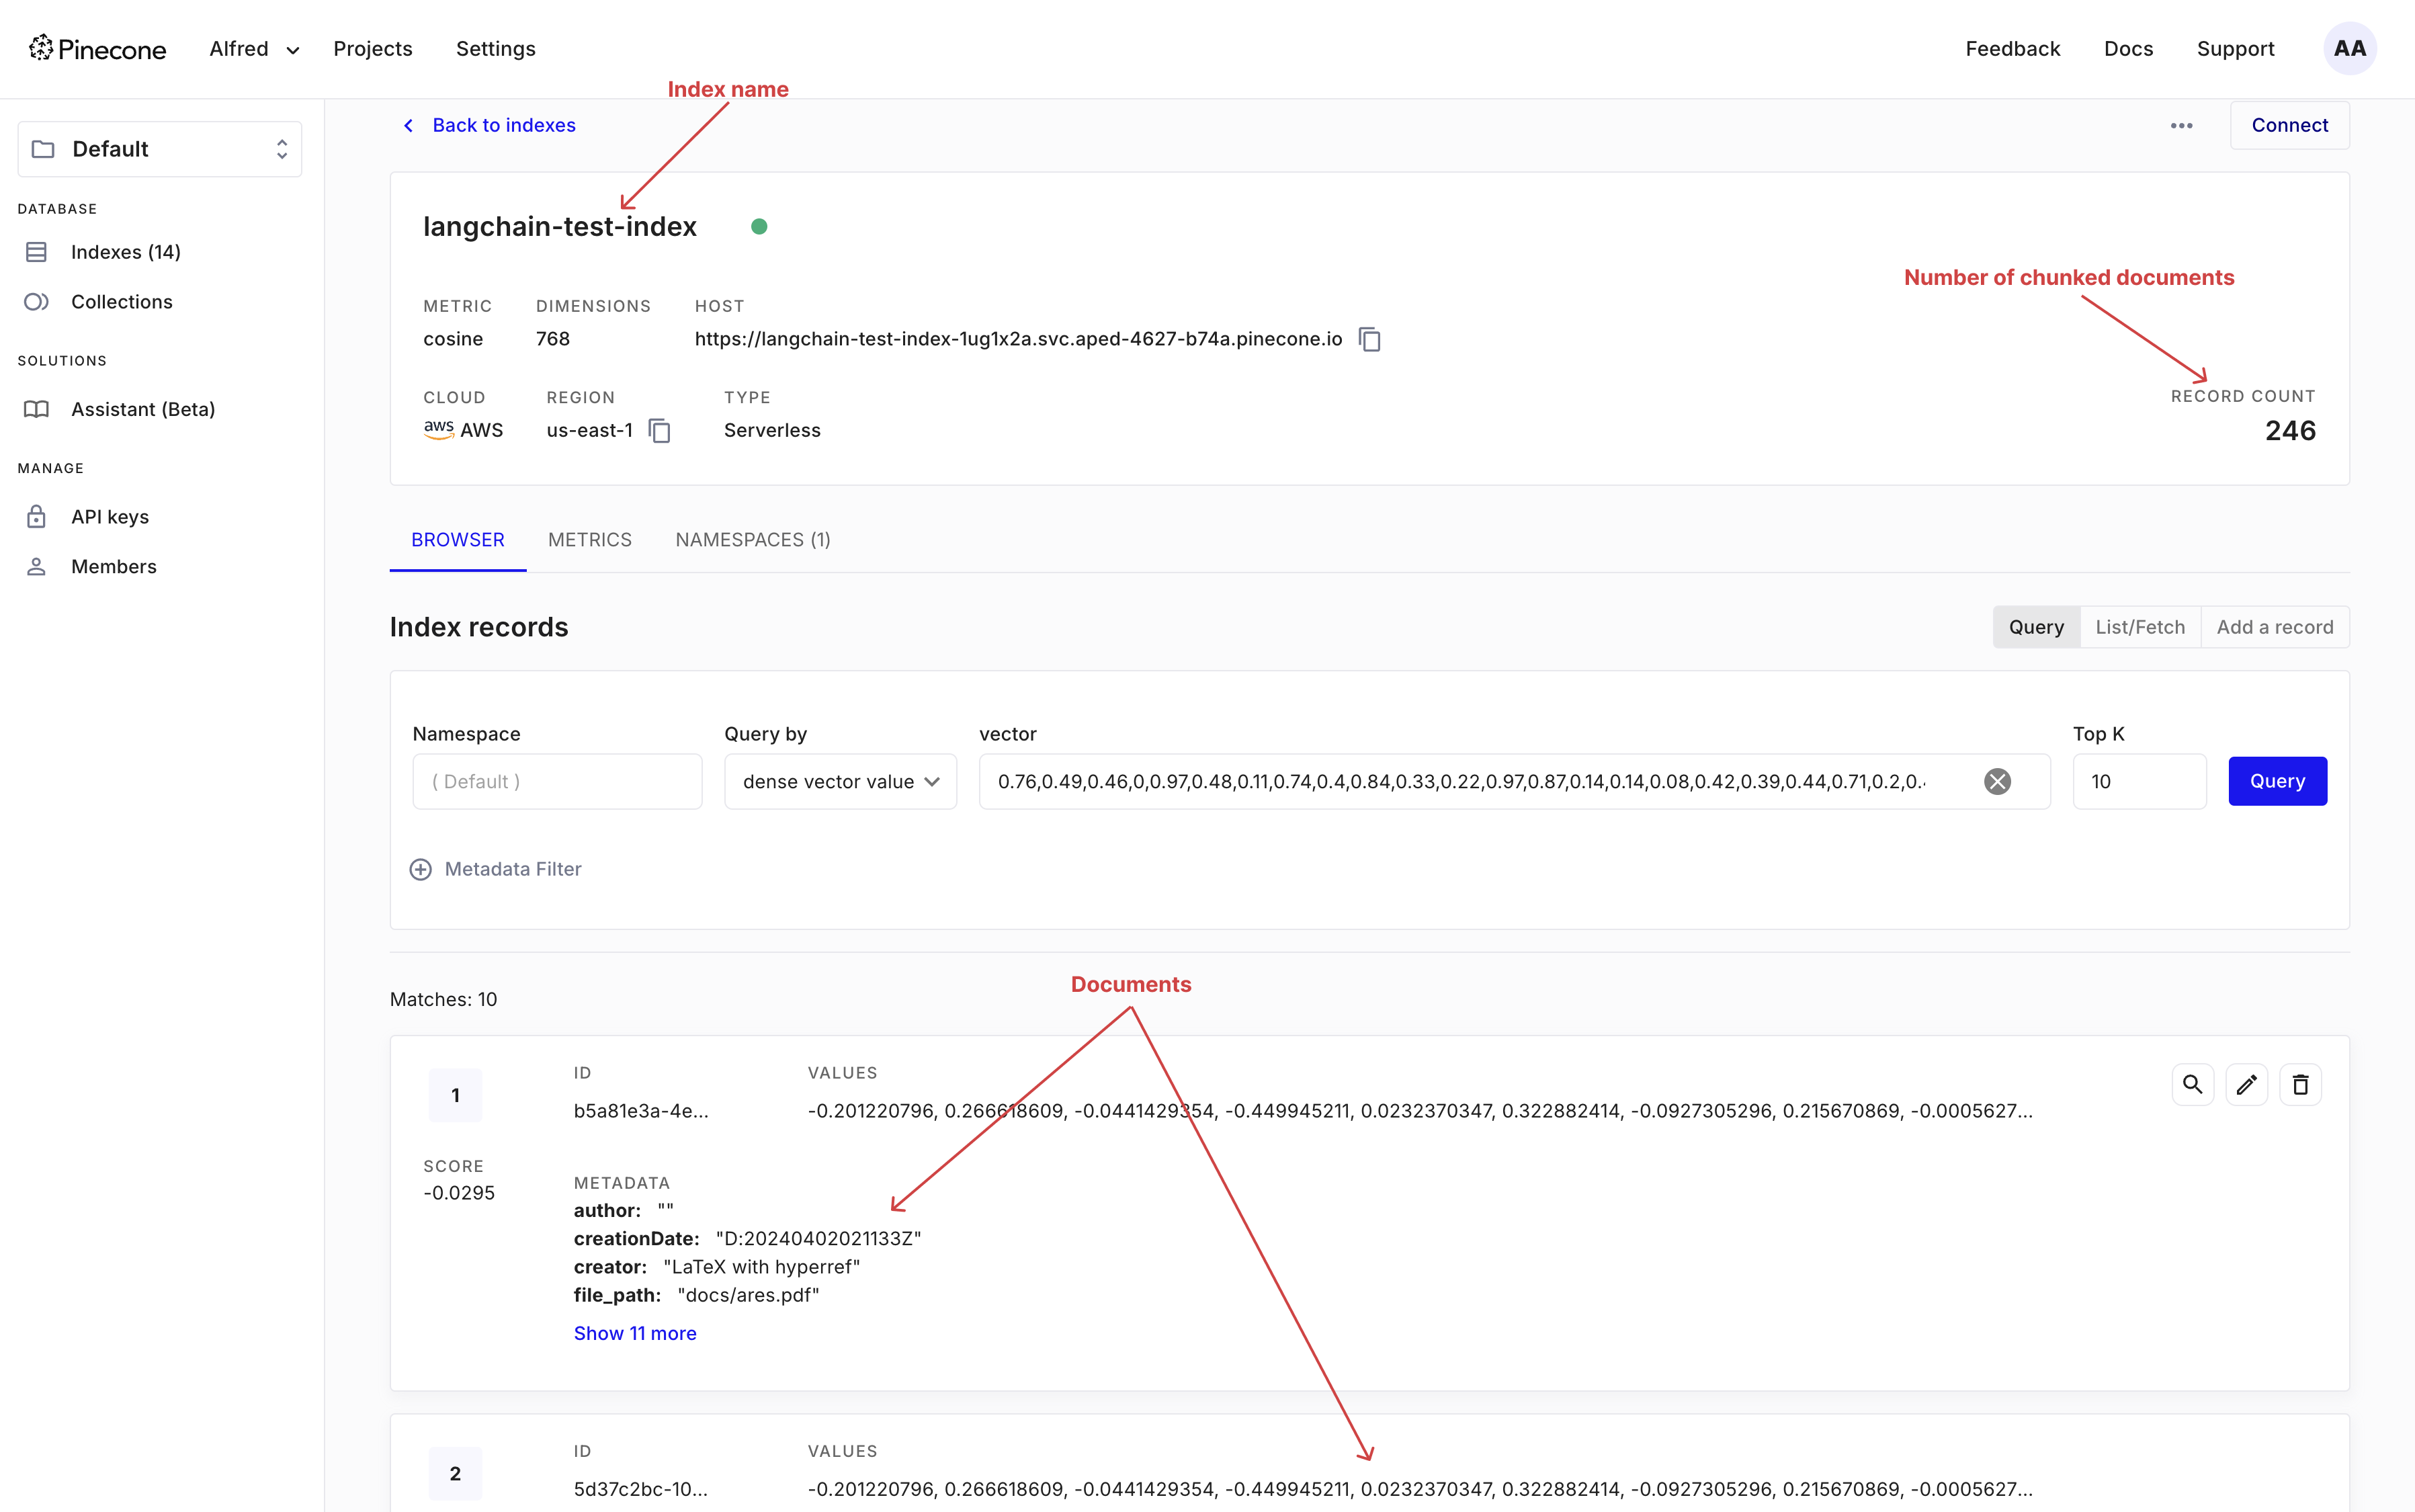 Pinecone Alfred Projects Settings Feedback Docs Support AA
Index name
Back to indexes ••• Connect
Default
DATABASE
Indexes (14)
Collections
SOLUTIONS
Assistant (Beta)
MANAGE
API keys
Members
langchain-test-index
Number of chunked documents
METRIC DIMENSIONS HOST
cosine 768 https://langchain-test-index-1ug1x2a.svc.aped-4627-b74a.pinecone.io
CLOUD REGION TYPE RECORD COUNT
aws AWS us-east-1 Serverless 246
BROWSER METRICS NAMESPACES (1)
Index records Query List/Fetch Add a record
Namespace Query by vector Top K
( Default ) dense vector value 0.76,0.49,0.46,0,0.97,0.48,0.11,0.74,0.4,0.84,0.33,0.22,0.97,0.87,0.14,0.14,0.08,0.42,0.39,0.44,0.71,0.2,0. 10 Query
Metadata Filter
Documents
Matches: 10
1 ID VALUES
b5a81e3a-4e... -0.201220796, 0.266618609, -0.0441429354, -0.449945211, 0.0232370347, 0.322882414, -0.0927305296, 0.215670869, -0.0005627...
SCORE
-0.0295
METADATA
author: ""
creationDate: "D:20240402021133Z"
creator: "LaTeX with hyperref"
file_path: "docs/ares.pdf"
Show 11 more
2 ID VALUES
5d37c2bc-10... -0.201220796, 0.266618609, -0.0441429354, -0.449945211, 0.0232370347, 0.322882414, -0.0927305296, 0.215670869, -0.0005627...